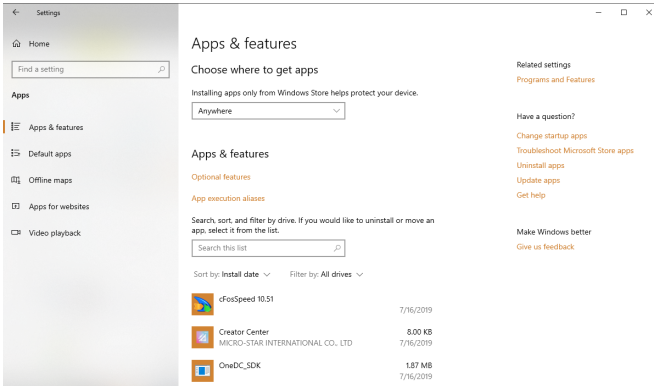 Settings
Home
Find a setting
Apps
Apps & features
Default apps
Offline maps
Apps for websites
Video playback
Apps & features
Choose where to get apps
Installing apps only from Windows Store helps protect your device.
Anywhere
Apps & features
Optional features
App execution aliases
Search, sort, and filter by drive. If you would like to uninstall or move an
app, select it from the list.
Search this list
Sort by: Install date
Filter by: All drives
cFosSpeed 10.51
7/16/2019
Creator Center
8.00 KB
MICRO-STAR INTERNATIONAL CO., LTD
7/16/2019
OneDC_SDK
1.87 MB
7/16/2019
Related settings
Programs and Features
Have a question?
Change startup apps
Troubleshoot Microsoft Store apps
Uninstall apps
Update apps
Get help
Make Windows better
Give us feedback